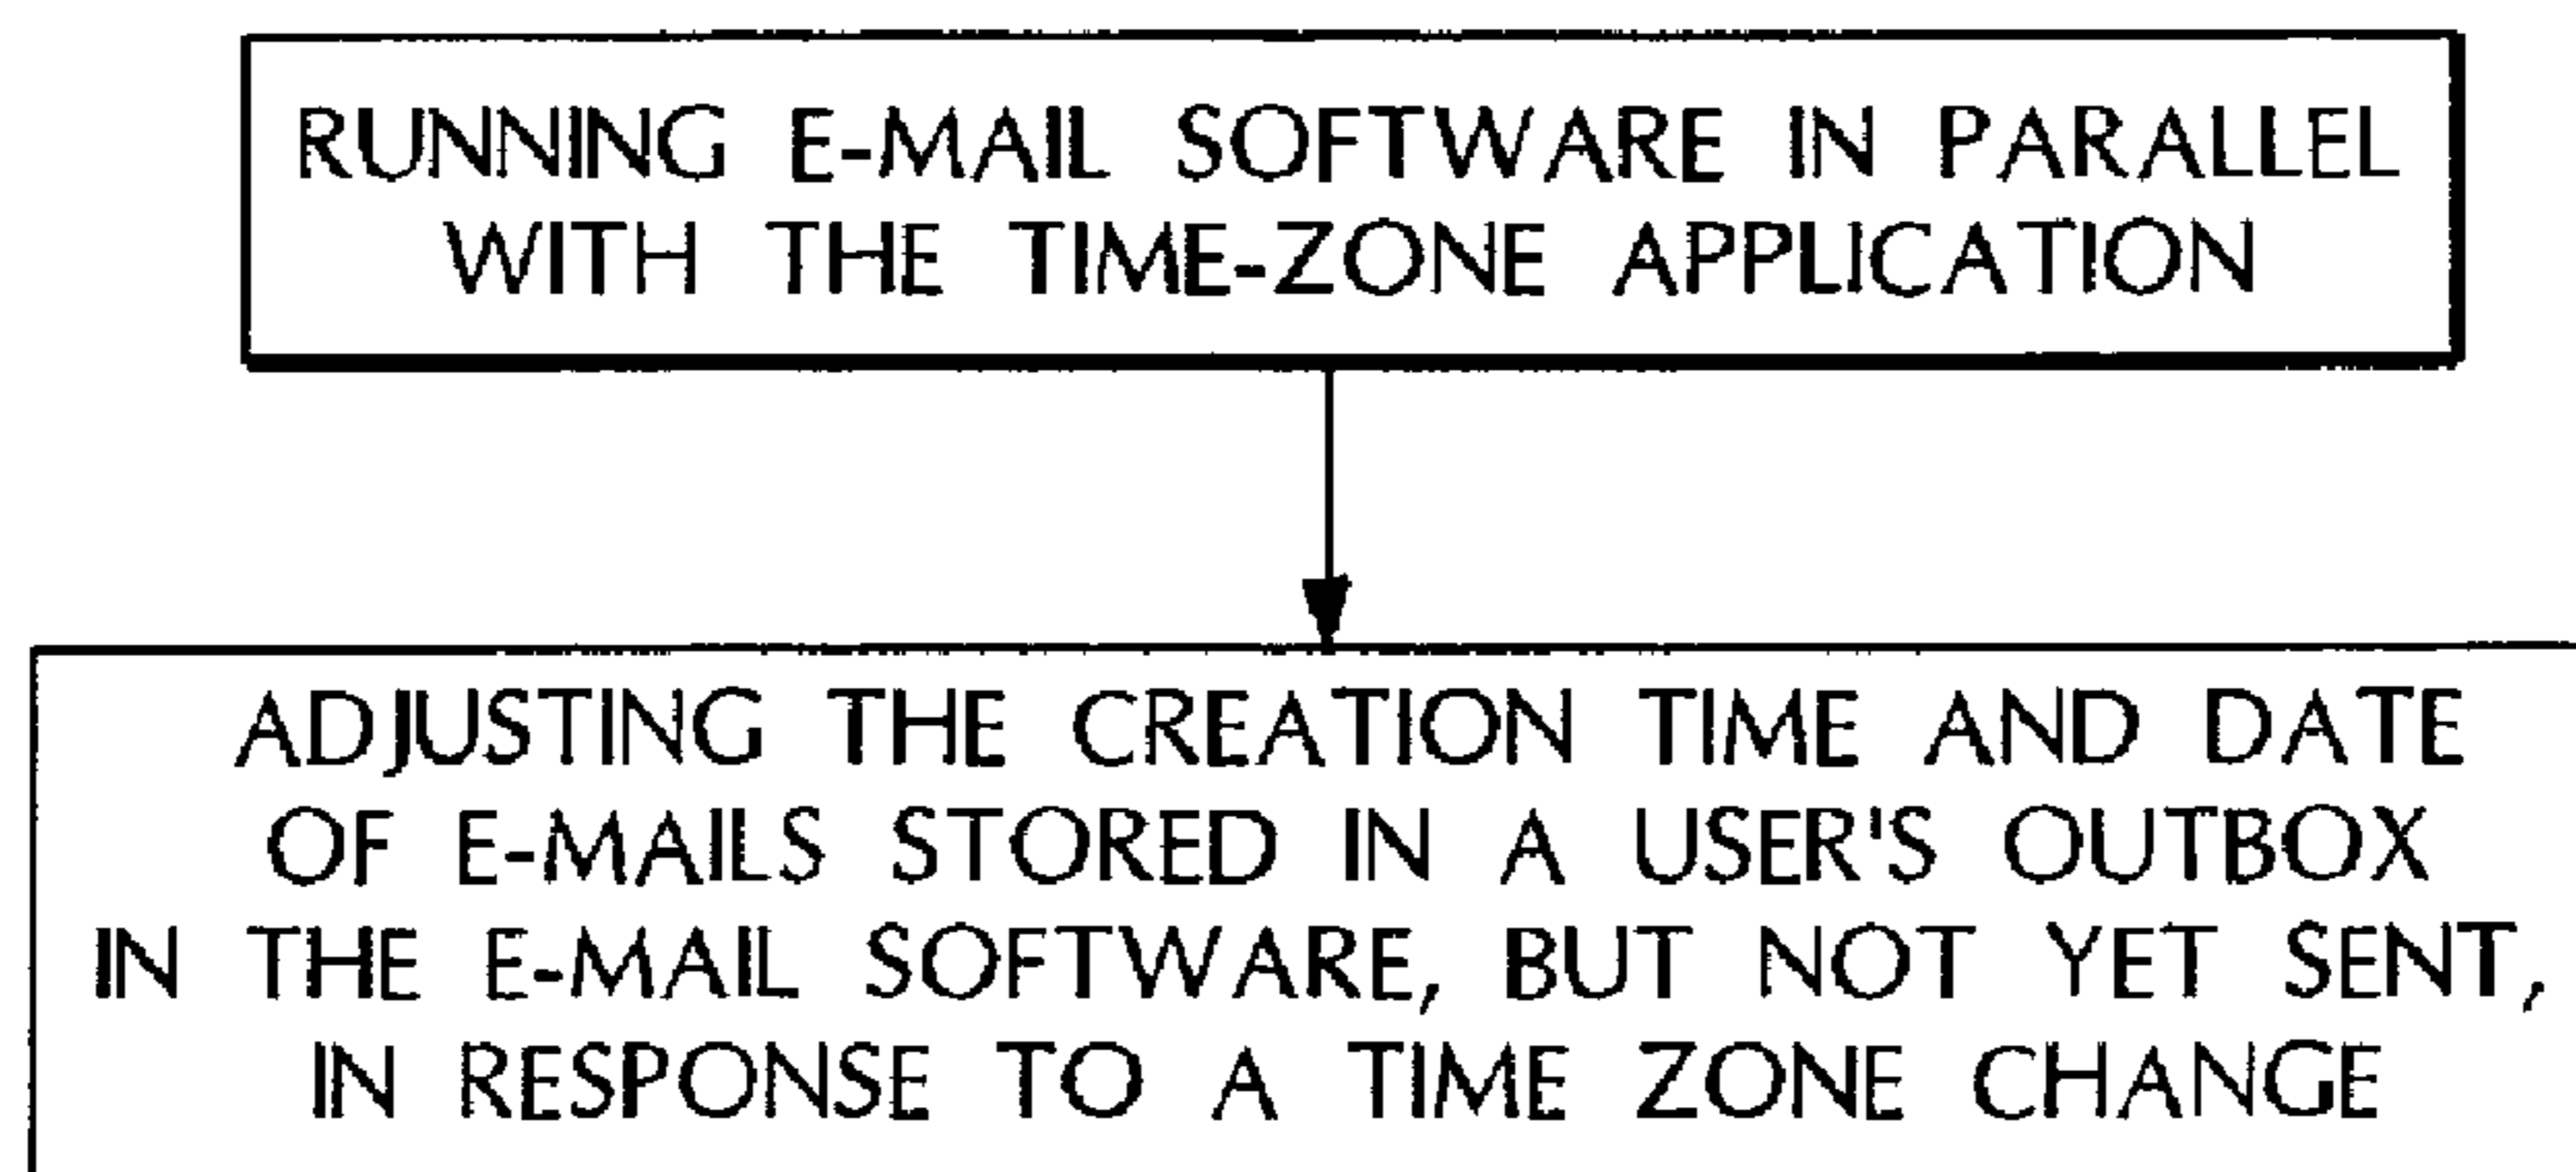 RUNNING E-MAIL SOFTWARE IN PARALLEL
WITH THE TIME-ZONE APPLICATION
ADJUSTING THE CREATION TIME AND DATE
OF E-MAILS STORED IN A USER'S OUTBOX
IN THE E-MAIL SOFTWARE, BUT NOT YET SENT,
IN RESPONSE TO A TIME ZONE CHANGE